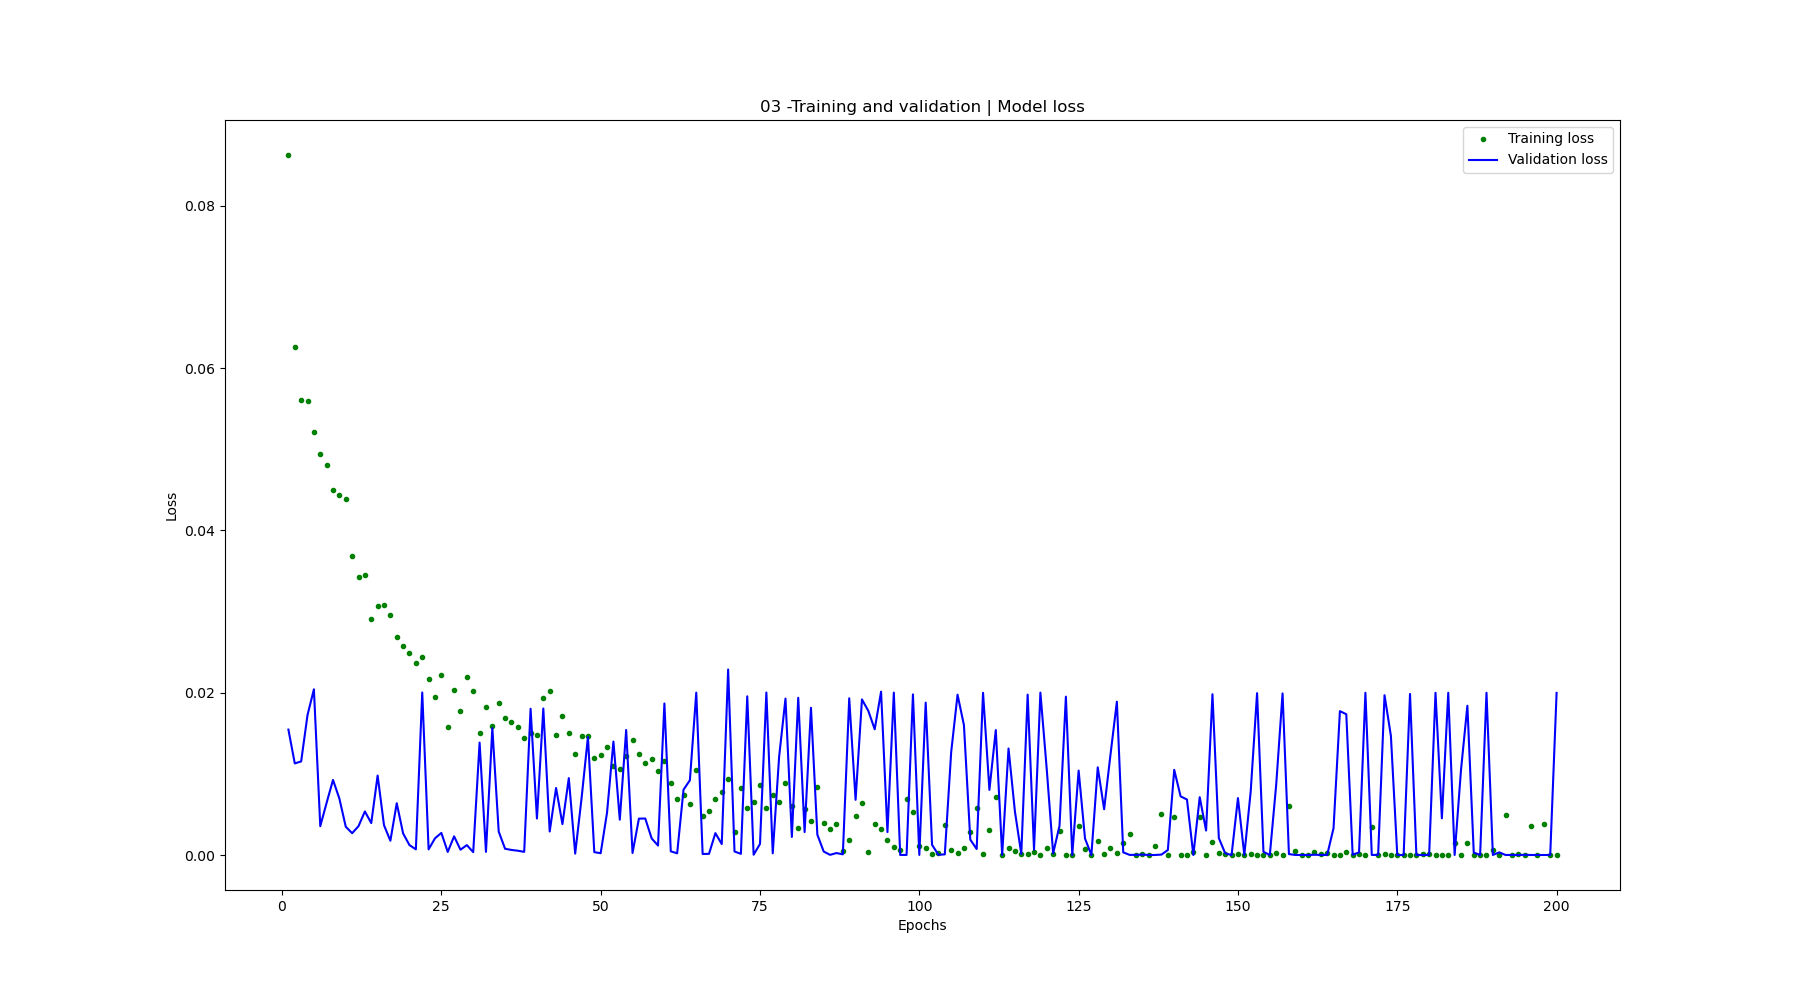 03 -Training and validation | Model loss
Training loss
Validation loss
0.08
0.06
0.04
0.02
0.00
Loss
0 25 50 75 100 125 150 175 200
Epochs